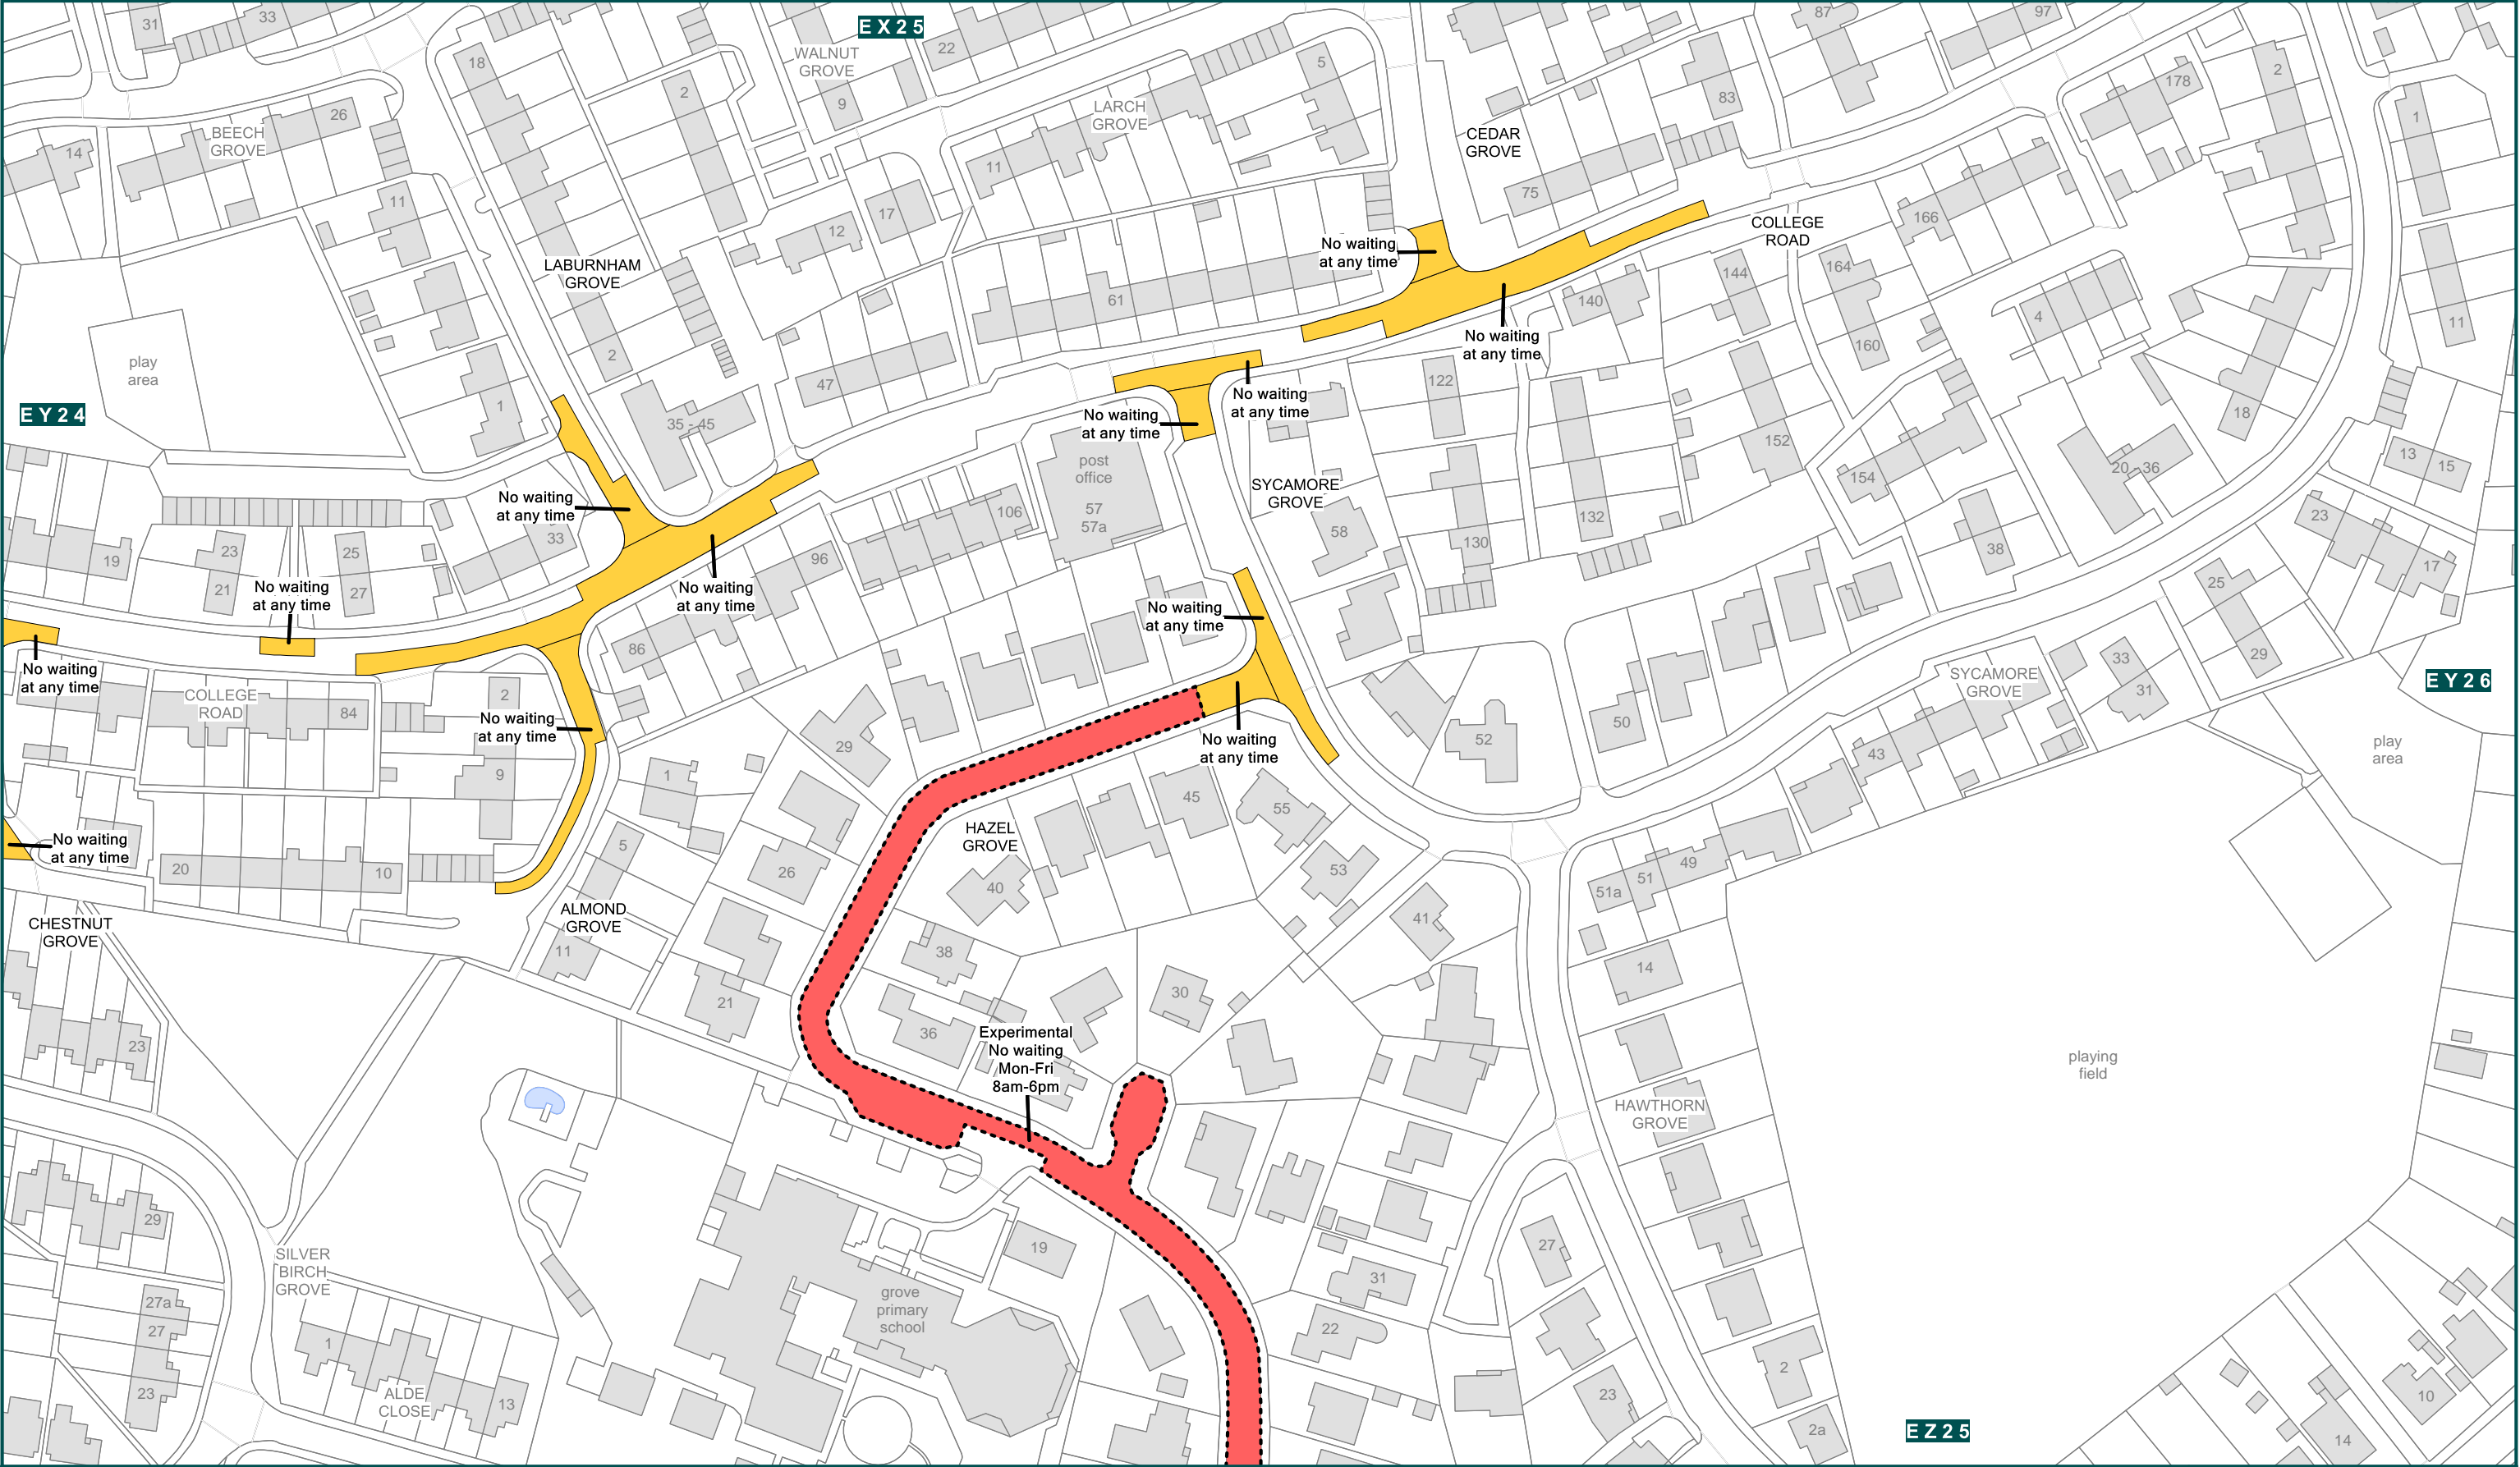 31
33
EX25
22
WALNUT
GROVE
9
18
2
5
LARCH
GROVE
11
87
97
83
CEDAR
GROVE
75
178
2
1
BEECH
GROVE
26
14
11
12
17
LABURNHAM
GROVE
2
61
No waiting
at any time
COLLEGE
ROAD
166
144
164
140
160
4
11
No waiting
at any time
play
area
EY24
1
47
35 - 45
No waiting
at any time
No waiting
at any time
122
18
post
office
57
57a
SYCAMORE
GROVE
152
154
20 - 36
13
15
No waiting
at any time
33
106
58
132
130
38
23
17
19
23
21
25
27
No waiting
at any time
96
No waiting
at any time
86
No waiting
at any time
25
29
No waiting
at any time
COLLEGE
ROAD
84
2
No waiting
at any time
9
29
No waiting
at any time
52
50
SYCAMORE
GROVE
33
31
EY26
43
play
area
1
45
55
HAZEL
GROVE
No waiting
at any time
5
26
40
53
20
10
51a
51
49
CHESTNUT
GROVE
ALMOND
GROVE
11
38
41
14
21
36
30
23
Experimental
No waiting
Mon-Fri
8am-6pm
playing
field
HAWTHORN
GROVE
29
SILVER
BIRCH
GROVE
19
27
31
27a
27
23
grove
primary
school
22
1
ALDE
CLOSE
13
2
23
2a
10
14
EZ25